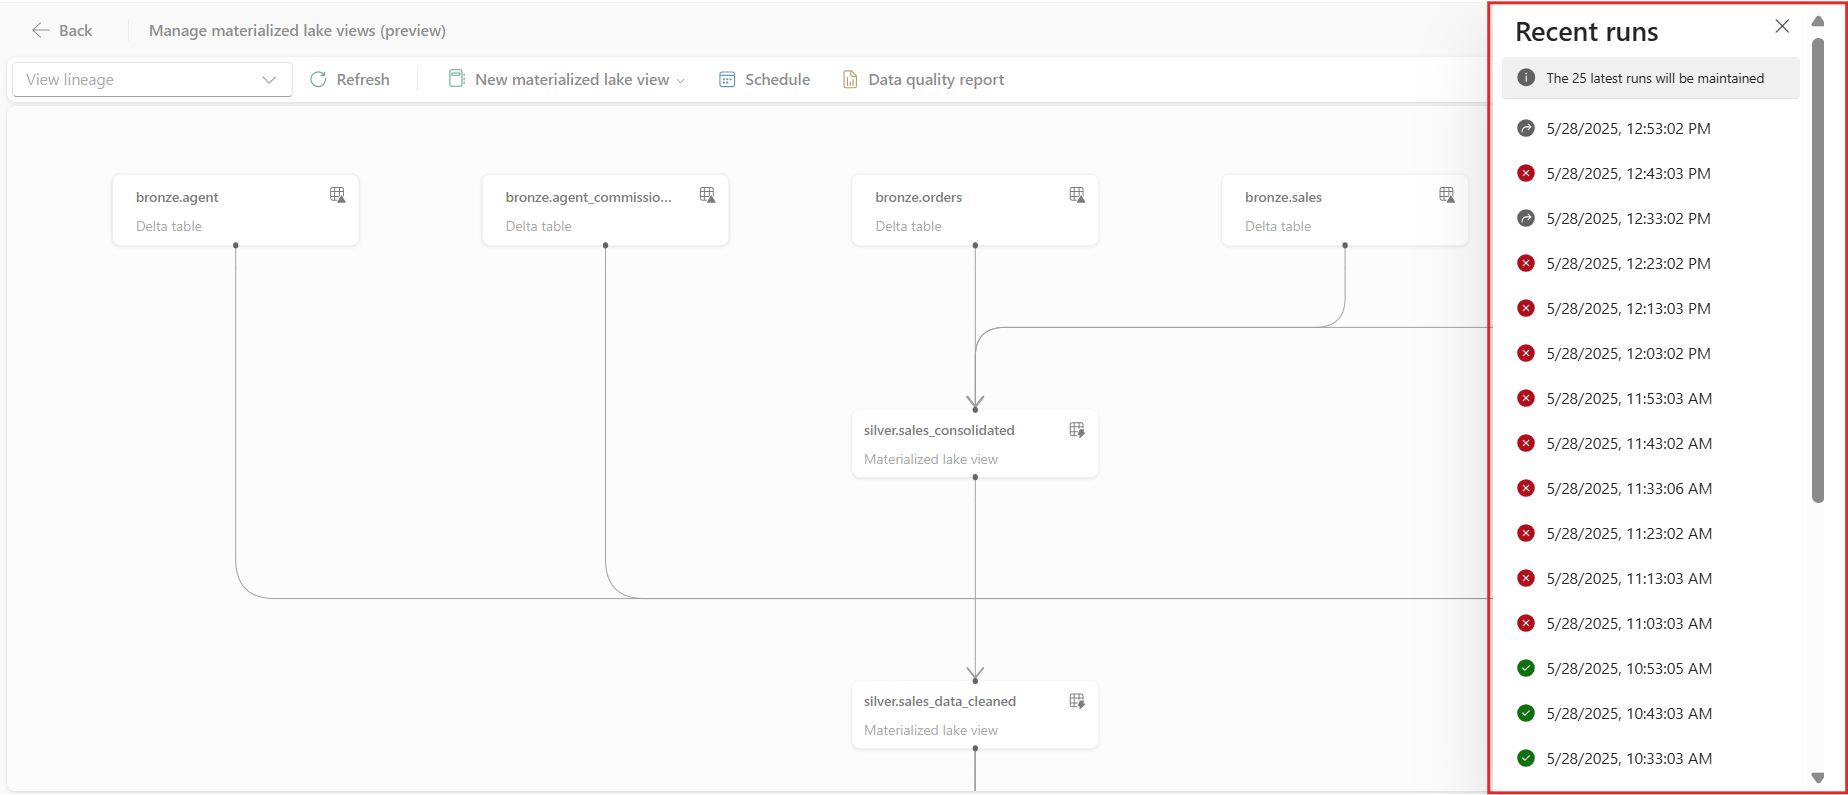 Back
Manage materialized lake views (preview)
View lineage
Refresh
New materialized lake view
Schedule
Data quality report
bronze.agent
Delta table
bronze.agent_commissio...
Delta table
bronze.orders
Delta table
bronze.sales
Delta table
silver.sales_consolidated
Materialized lake view
silver.sales_data_cleaned
Materialized lake view
Recent runs
The 25 latest runs will be maintained
5/28/2025, 12:53:02 PM
5/28/2025, 12:43:03 PM
5/28/2025, 12:33:02 PM
5/28/2025, 12:23:02 PM
5/28/2025, 12:13:03 PM
5/28/2025, 12:03:02 PM
5/28/2025, 11:53:03 AM
5/28/2025, 11:43:02 AM
5/28/2025, 11:33:06 AM
5/28/2025, 11:23:02 AM
5/28/2025, 11:13:03 AM
5/28/2025, 11:03:03 AM
5/28/2025, 10:53:05 AM
5/28/2025, 10:43:03 AM
5/28/2025, 10:33:03 AM